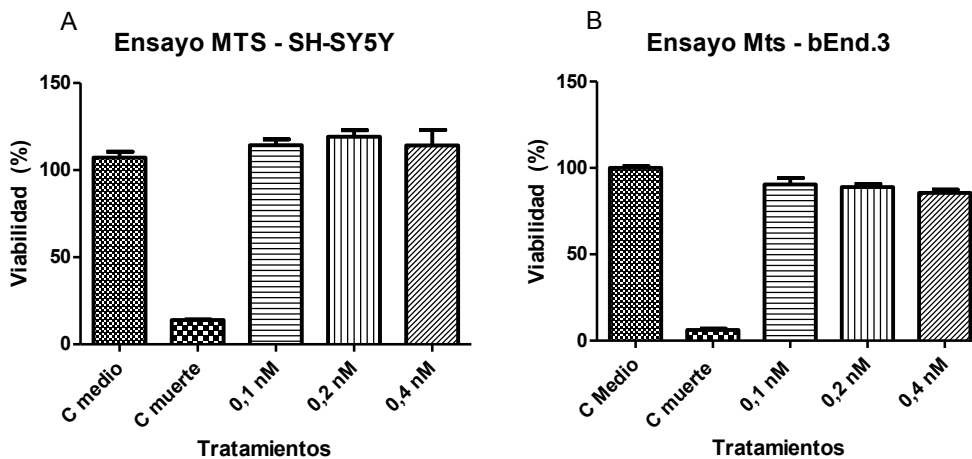 A
Ensayo MTS - SH-SY5Y
Viabilidad (%)
150
100
50
0
C medio
C muerte
0,1 nM
0,2 nM
0,4 nM
Tratamientos
B
Ensayo Mts - bEnd.3
Viabilidad (%)
150
100
50
0
C Medio
C muerte
0,1 nM
0,2 nM
0,4 nM
Tratamientos